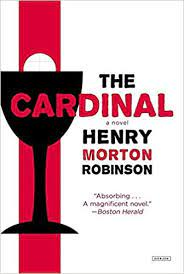 THE
CARDINAL
a novel
HENRY
MORTON
ROBINSON
"Absorbing . . .
A magnificent novel."
—Boston Herald